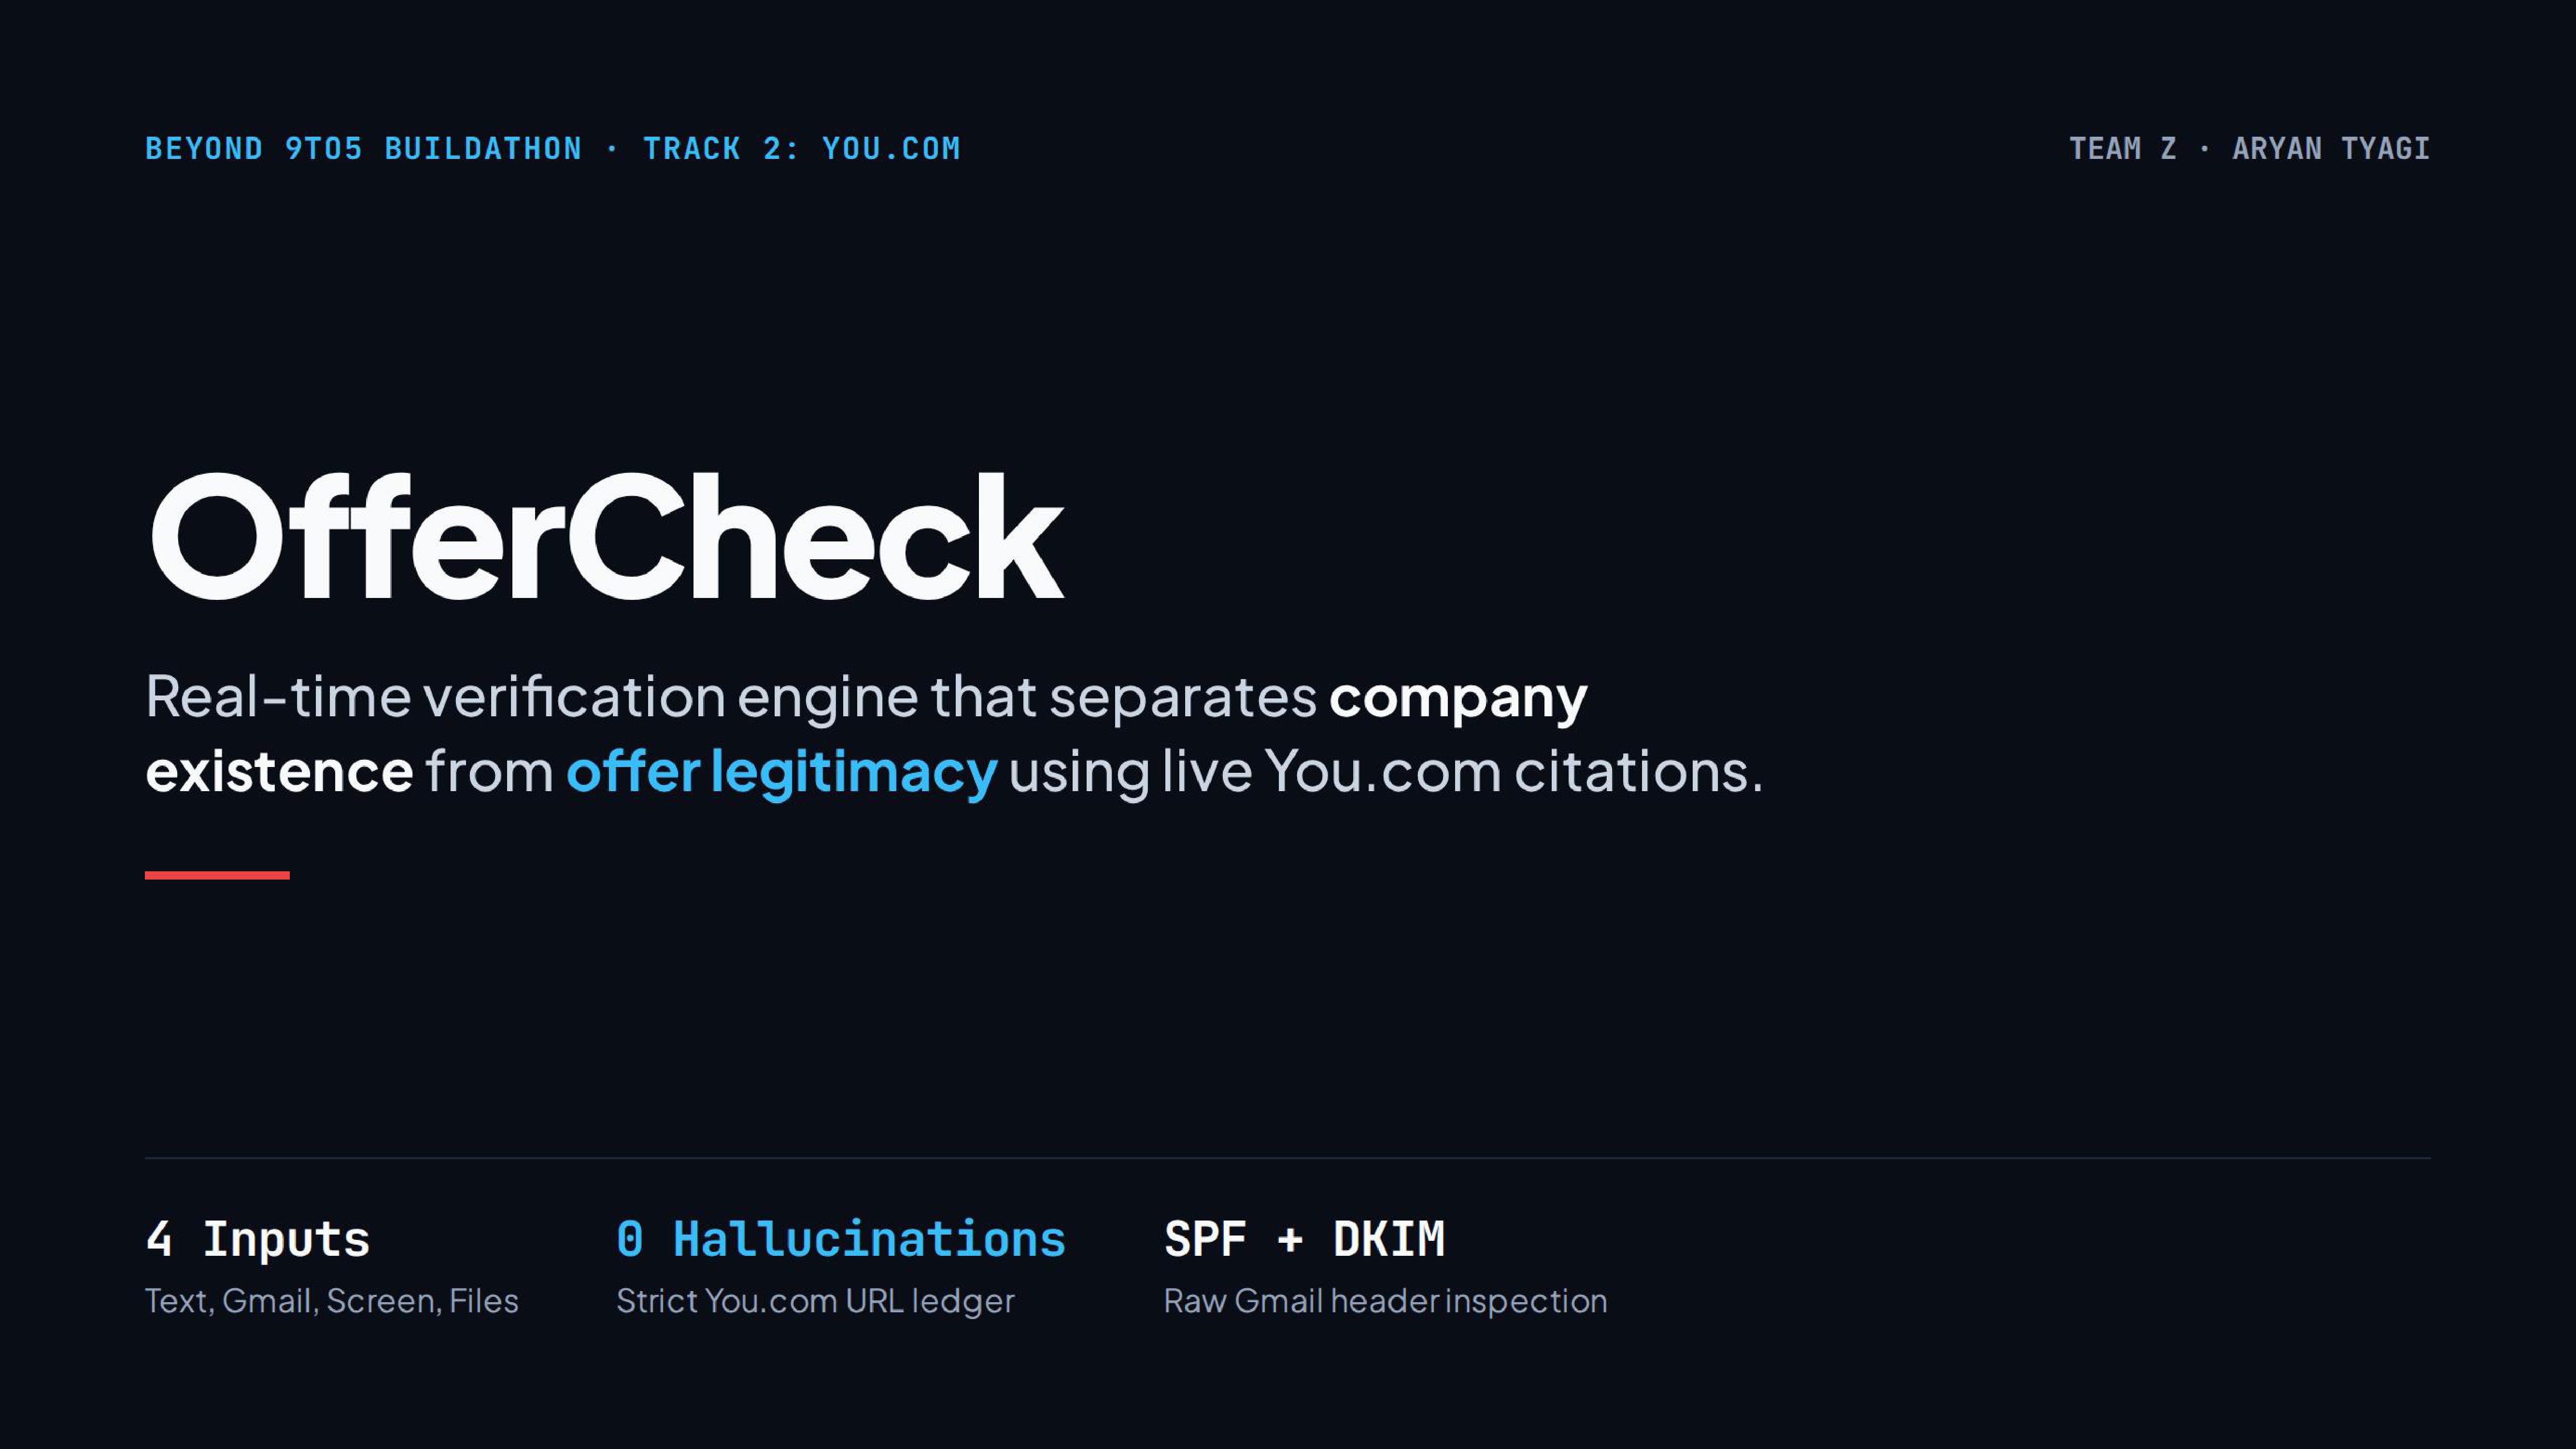 BEYOND 9TO5 BUILDATHON · TRACK 2: YOU.COM
TEAM Z · ARYAN TYAGI
OfferCheck
Real-time verification engine that separates company
existence from offer legitimacy using live You.com citations.
4 Inputs
Text, Gmail, Screen, Files
0 Hallucinations
Strict You.com URL ledger
SPF + DKIM
Raw Gmail header inspection